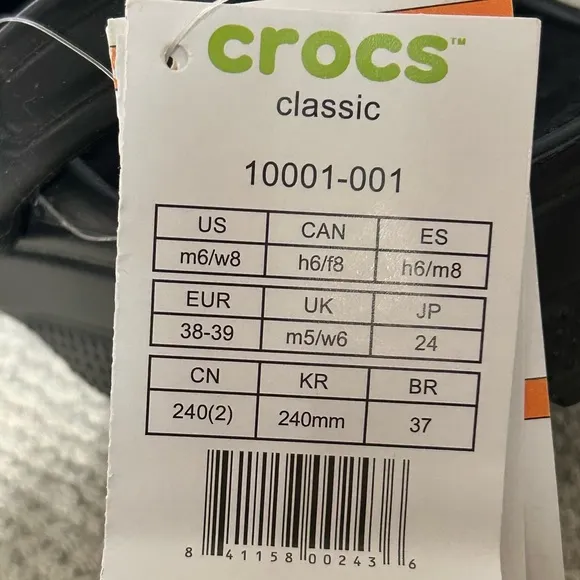 crocs™
classic
10001-001
US CAN ES
m6/w8 h6/f8 h6/m8
EUR UK JP
38-39 m5/w6 24
CN KR BR
240(2) 240mm 37
8 41158 00243 6